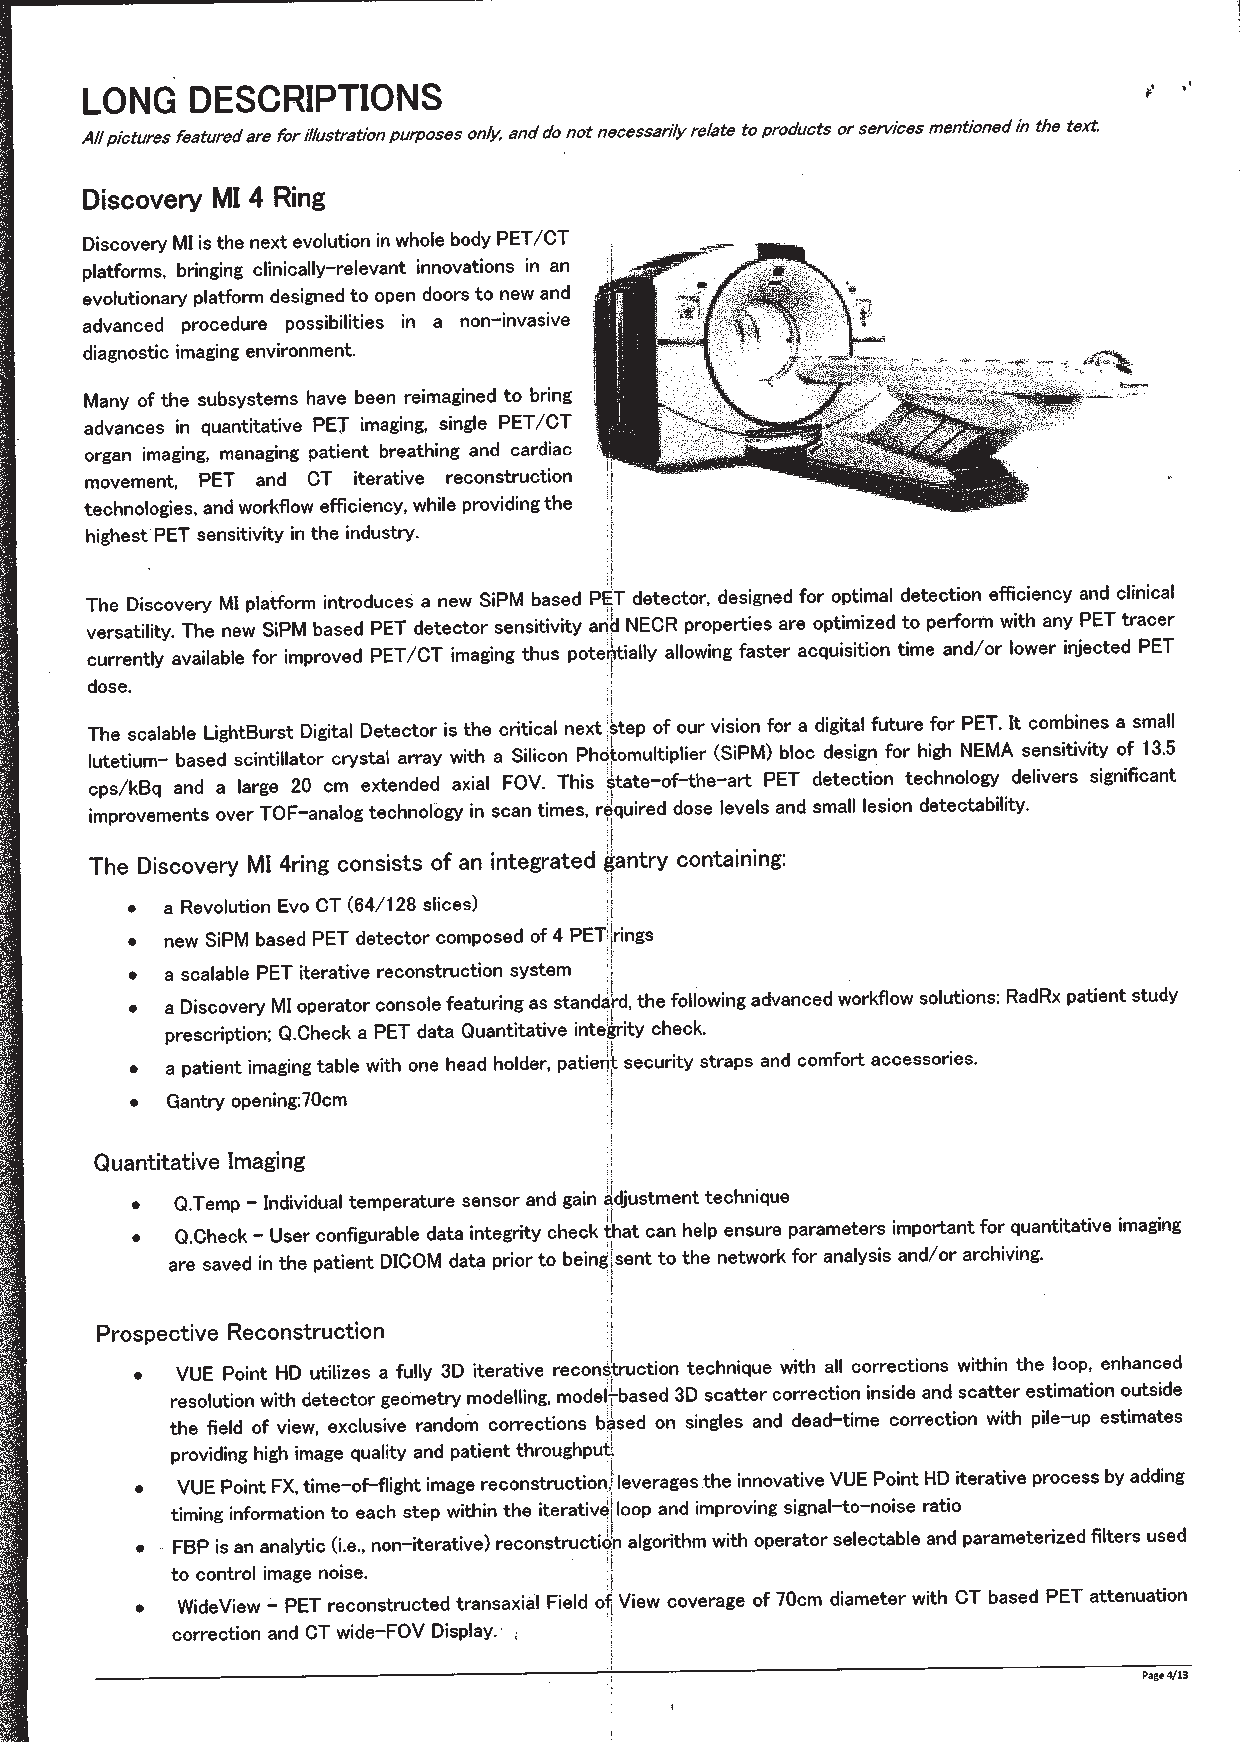 LONG DESCRIPTIONS
All pictures featured are for illustration purposes only, and do not necessarily relate to products or services mentioned in the text.
Discovery MI 4 Ring
Discovery MI is the next evolution in whole body PET/CT
platforms, bringing clinically-relevant innovations in an
evolutionary platform designed to open doors to new and
advanced procedure possibilities in a non-invasive
diagnostic imaging environment.
Many of the subsystems have been reimagined to bring
advances in quantitative PET imaging, single PET/CT
organ imaging, managing patient breathing and cardiac
movement, PET and CT iterative reconstruction
technologies, and workflow efficiency, while providing the
highest PET sensitivity in the industry.
The Discovery MI platform introduces a new SiPM based PET detector, designed for optimal detection efficiency and clinical
versatility. The new SiPM based PET detector sensitivity and NECR properties are optimized to perform with any PET tracer
currently available for improved PET/CT imaging thus potentially allowing faster acquisition time and/or lower injected PET
dose.
The scalable LightBurst Digital Detector is the critical next step of our vision for a digital future for PET. It combines a small
lutetium- based scintillator crystal array with a Silicon Photomultiplier (SiPM) bloc design for high NEMA sensitivity of 13.5
cps/kBq and a large 20 cm extended axial FOV. This state-of-the-art PET detection technology delivers significant
improvements over TOF-analog technology in scan times, required dose levels and small lesion detectability.
The Discovery MI 4ring consists of an integrated gantry containing:
• a Revolution Evo CT (64/128 slices)
• new SiPM based PET detector composed of 4 PET rings
• a scalable PET iterative reconstruction system
• a Discovery MI operator console featuring as standard, the following advanced workflow solutions: RadRx patient study
prescription; Q.Check a PET data Quantitative integrity check.
• a patient imaging table with one head holder, patient security straps and comfort accessories.
• Gantry opening:70cm
Quantitative Imaging
• Q.Temp - Individual temperature sensor and gain adjustment technique
• Q.Check - User configurable data integrity check that can help ensure parameters important for quantitative imaging
are saved in the patient DICOM data prior to being sent to the network for analysis and/or archiving.
Prospective Reconstruction
• VUE Point HD utilizes a fully 3D iterative reconstruction technique with all corrections within the loop, enhanced
resolution with detector geometry modelling, model-based 3D scatter correction inside and scatter estimation outside
the field of view, exclusive random corrections based on singles and dead-time correction with pile-up estimates
providing high image quality and patient throughput.
• VUE Point FX, time-of-flight image reconstruction, leverages the innovative VUE Point HD iterative process by adding
timing information to each step within the iterative loop and improving signal-to-noise ratio
• FBP is an analytic (i.e., non-iterative) reconstruction algorithm with operator selectable and parameterized filters used
to control image noise.
• WideView - PET reconstructed transaxial Field of View coverage of 70cm diameter with CT based PET attenuation
correction and CT wide-FOV Display.
Page 4/13